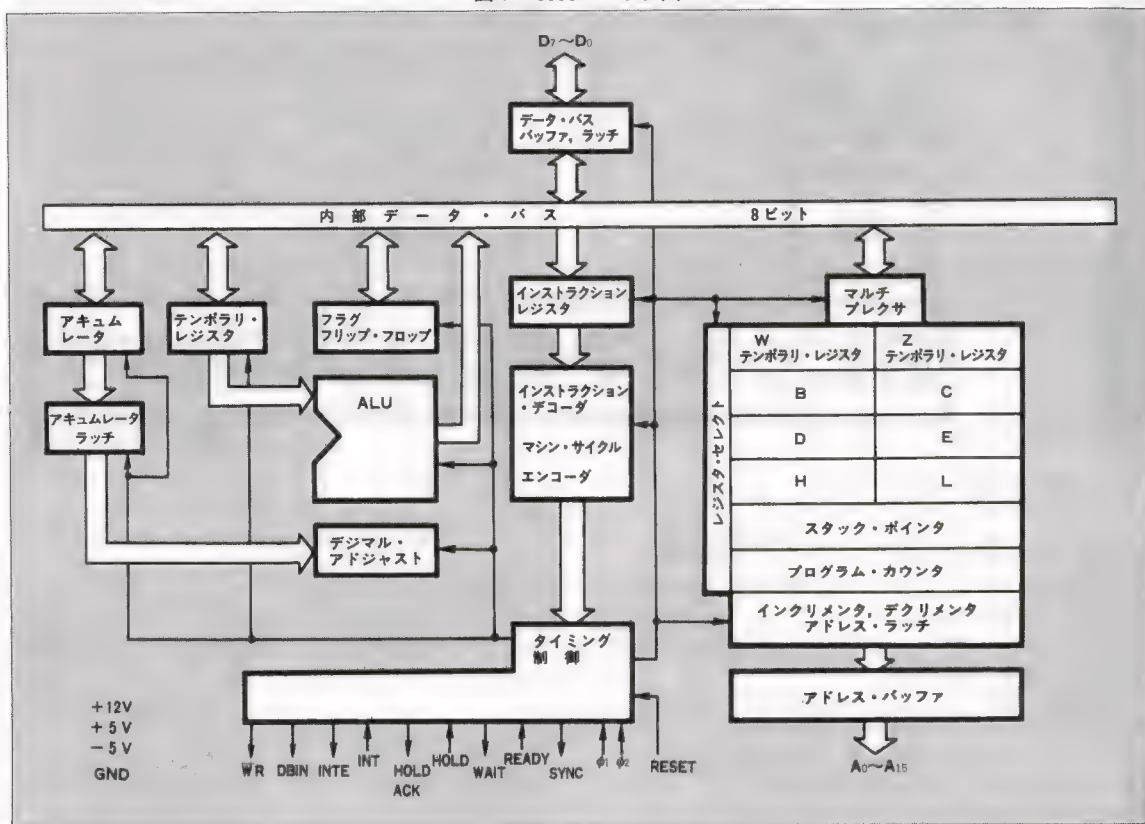 D₇～D₀
データ・バス
バッファ，ラッチ
内部データ・バス 8ビット
アキュム
レータ
テンポラリ・
レジスタ
フラグ
フリップ・フロップ
インストラクション
レジスタ
マルチ
プレクサ
アキュムレータ
ラッチ
ALU
インストラクション
・デコーダ
マシン・サイクル
エンコーダ
デジマル・
アドジャスト
レジスタ・セレクト
W
テンポラリ・レジスタ
Z
テンポラリ・レジスタ
B
C
D
E
H
L
スタック・ポインタ
プログラム・カウンタ
インクリメンタ，デクリメンタ
アドレス・ラッチ
アドレス・バッファ
A₀～A₁₅
タイミング
制御
+12V
+5V
−5V
GND
W̅R̅
DBIN
INTE
INT
HOLD
ACK
HOLD
WAIT
READY
SYNC
φ₁
φ₂
RESET